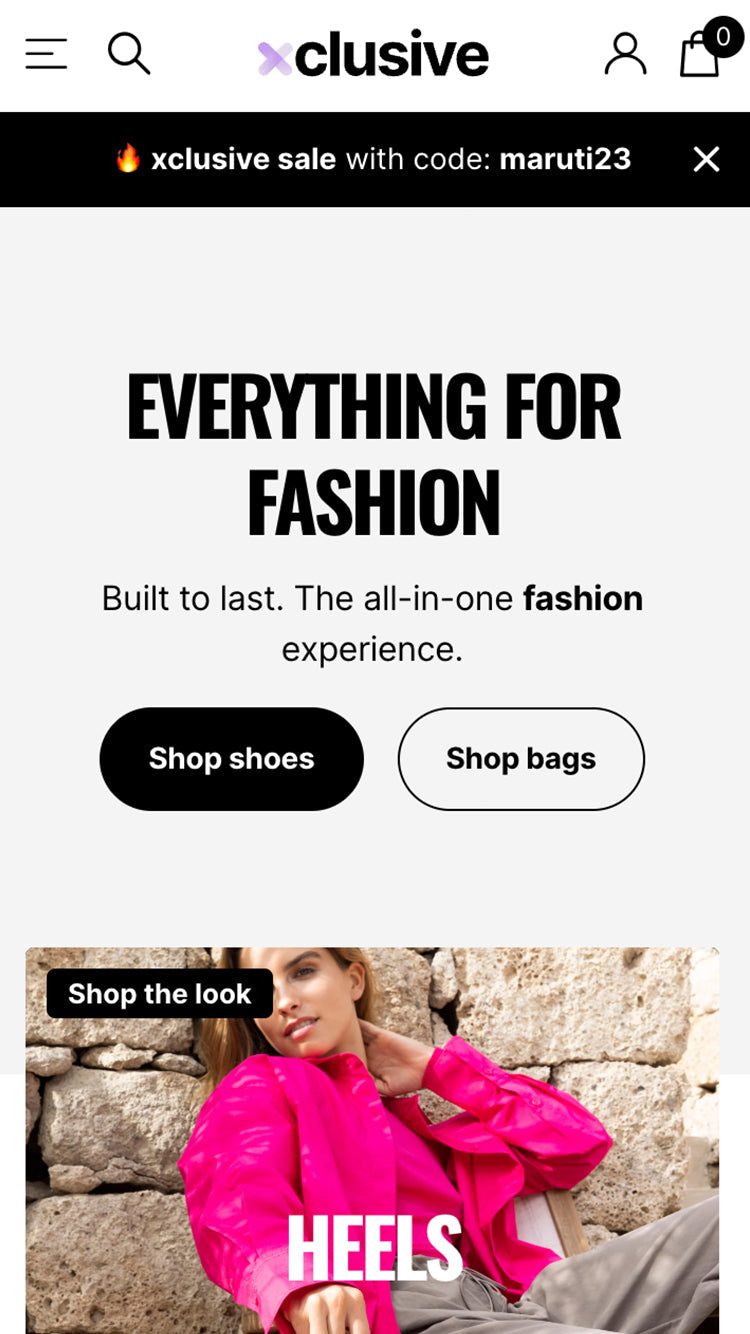 xclusive
0
🔥 xclusive sale with code: maruti23
EVERYTHING FOR
FASHION
Built to last. The all-in-one fashion
experience.
Shop shoes
Shop bags
Shop the look
HEELS